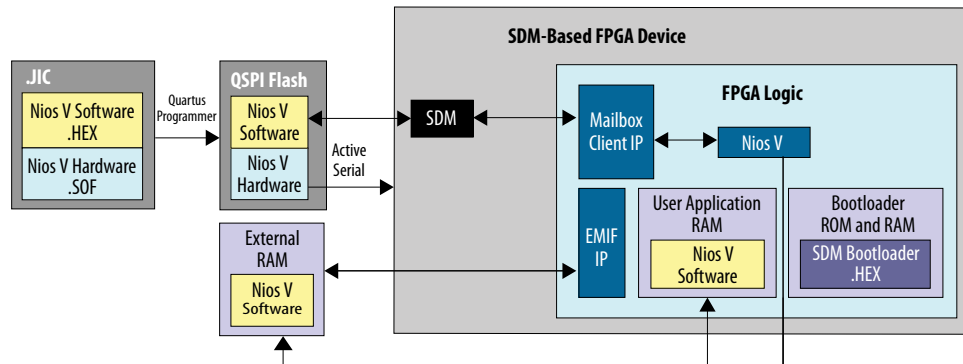 SDM-Based FPGA Device
.JIC
Nios V Software
.HEX
Nios V Hardware
.SOF
Quartus
Programmer
QSPI Flash
Nios V
Software
Nios V
Hardware
Active
Serial
SDM
FPGA Logic
Mailbox
Client IP
Nios V
External
RAM
Nios V
Software
EMIF
IP
User Application
RAM
Nios V
Software
Bootloader
ROM and RAM
SDM Bootloader
.HEX